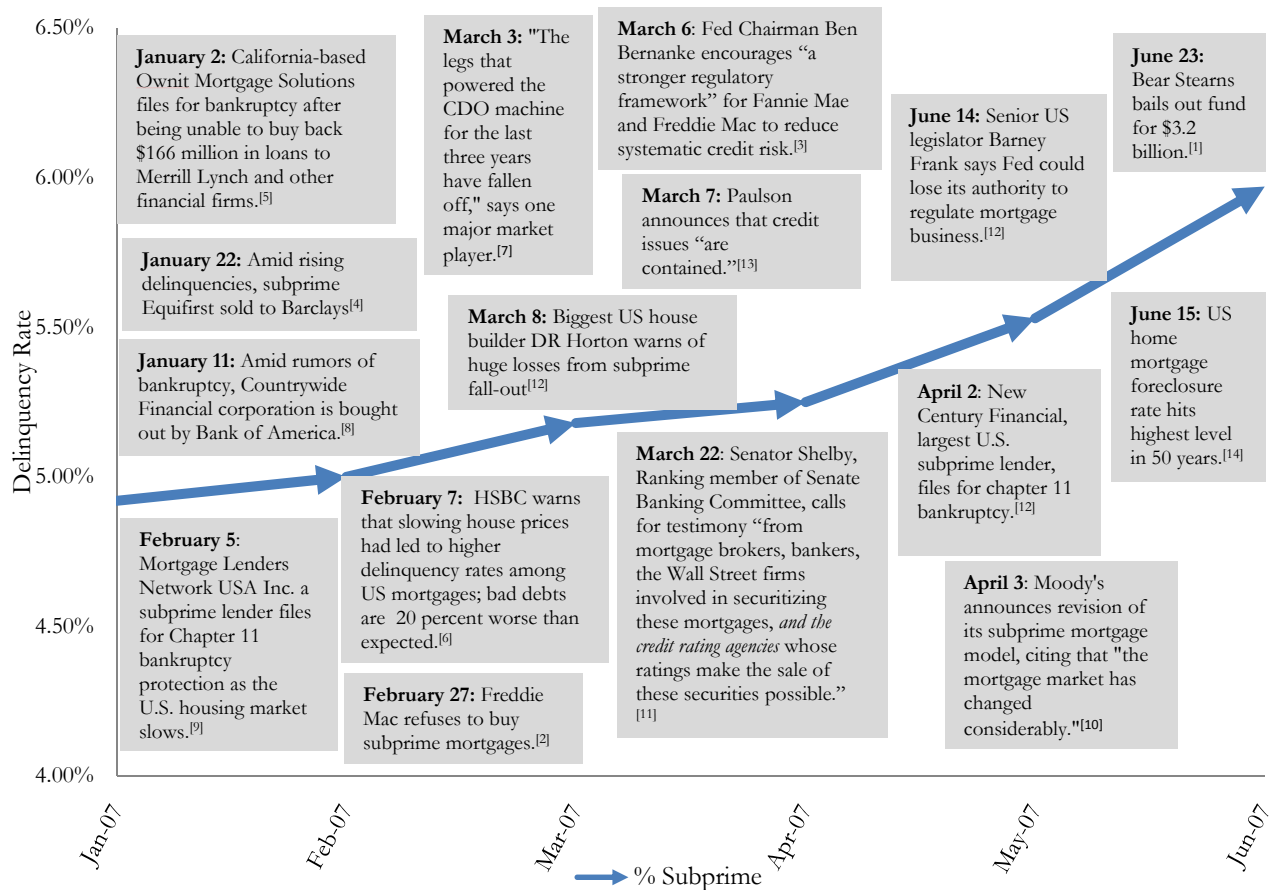 6.50%
6.00%
5.50%
5.00%
4.50%
4.00%
Delinquency Rate
January 2: California-based
Ownit Mortgage Solutions
files for bankruptcy after
being unable to buy back
$166 million in loans to
Merrill Lynch and other
financial firms.[5]
January 22: Amid rising
delinquencies, subprime
Equifirst sold to Barclays[4]
January 11: Amid rumors of
bankruptcy, Countrywide
Financial corporation is bought
out by Bank of America.[8]
February 5:
Mortgage Lenders
Network USA Inc. a
subprime lender files
for Chapter 11
bankruptcy
protection as the
U.S. housing market
slows.[9]
March 3: "The
legs that
powered the
CDO machine
for the last
three years
have fallen
off," says one
major market
player.[7]
February 7:  HSBC warns
that slowing house prices
had led to higher
delinquency rates among
US mortgages; bad debts
are  20 percent worse than
expected.[6]
February 27: Freddie
Mac refuses to buy
subprime mortgages.[2]
March 6: Fed Chairman Ben
Bernanke encourages “a
stronger regulatory
framework” for Fannie Mae
and Freddie Mac to reduce
systematic credit risk.[3]
March 7: Paulson
announces that credit
issues “are
contained.”[13]
March 8: Biggest US house
builder DR Horton warns of
huge losses from subprime
fall-out[12]
March 22: Senator Shelby,
Ranking member of Senate
Banking Committee, calls
for testimony “from
mortgage brokers, bankers,
the Wall Street firms
involved in securitizing
these mortgages, and the
credit rating agencies whose
ratings make the sale of
these securities possible.”
[11]
June 14: Senior US
legislator Barney
Frank says Fed could
lose its authority to
regulate mortgage
business.[12]
April 2: New
Century Financial,
largest U.S.
subprime lender,
files for chapter 11
bankruptcy.[12]
April 3: Moody's
announces revision of
its subprime mortgage
model, citing that "the
mortgage market has
changed
considerably."[10]
June 23:
Bear Stearns
bails out fund
for $3.2
billion.[1]
June 15: US
home
mortgage
foreclosure
rate hits
highest level
in 50 years.[14]
Jan-07
Feb-07
Mar-07
Apr-07
May-07
Jun-07
% Subprime